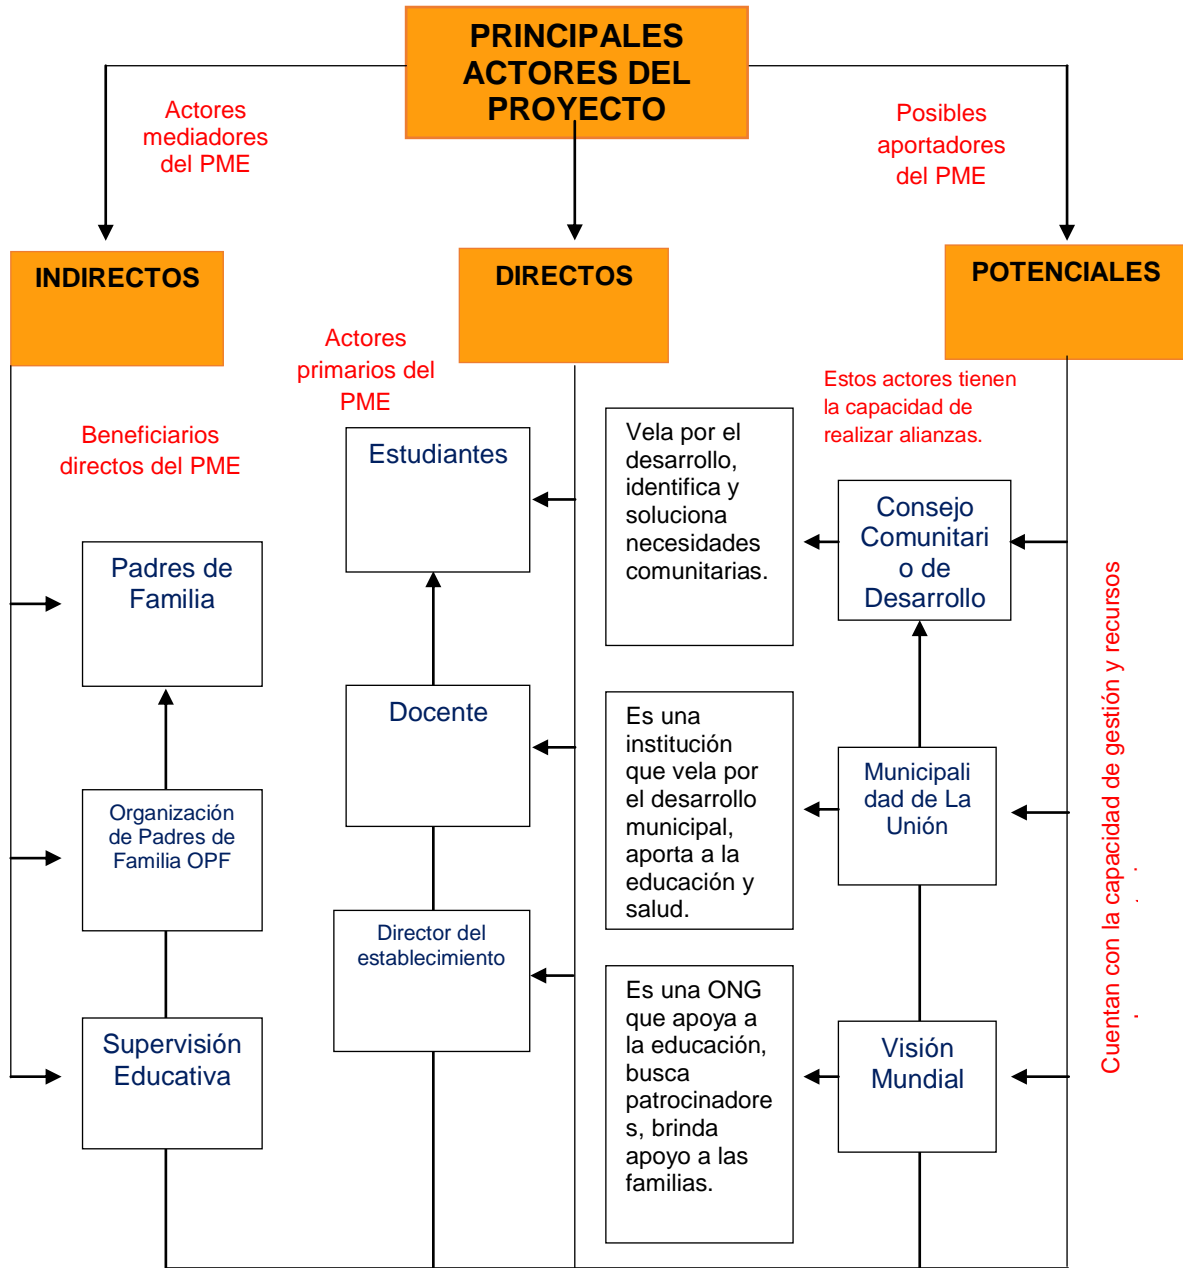 PRINCIPALES
ACTORES DEL
PROYECTO
Actores
mediadores
del PME
Posibles
aportadores
del PME
INDIRECTOS
DIRECTOS
POTENCIALES
Beneficiarios
directos del PME
Padres de
Familia
Organización
de Padres de
Familia OPF
Supervisión
Educativa
Actores
primarios del
PME
Estudiantes
Docente
Director del
establecimiento
Estos actores tienen
la capacidad de
realizar alianzas.
Vela por el
desarrollo,
identifica y
soluciona
necesidades
comunitarias.
Consejo
Comunitari
o de
Desarrollo
Es una
institución
que vela por
el desarrollo
municipal,
aporta a la
educación y
salud.
Municipali
dad de La
Unión
Es una ONG
que apoya a
la educación,
busca
patrocinadore
s, brinda
apoyo a las
familias.
Visión
Mundial
Cuentan con la capacidad de gestión y recursos